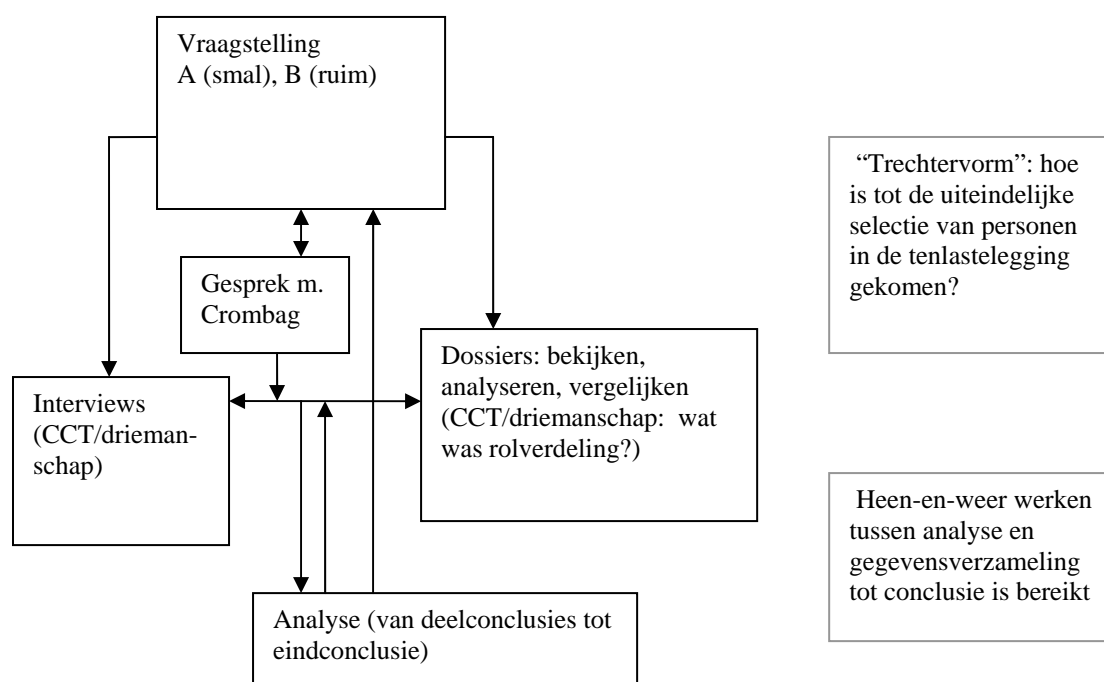 Vraagstelling
A (smal), B (ruim)
Gesprek m.
Crombag
Interviews
(CCT/drieman-
schap)
Dossiers: bekijken,
analyseren, vergelijken
(CCT/driemanschap:  wat
was rolverdeling?)
Analyse (van deelconclusies tot
eindconclusie)
“Trechtervorm”: hoe
is tot de uiteindelijke
selectie van personen
in de tenlastelegging
gekomen?
Heen-en-weer werken
tussen analyse en
gegevensverzameling
tot conclusie is bereikt